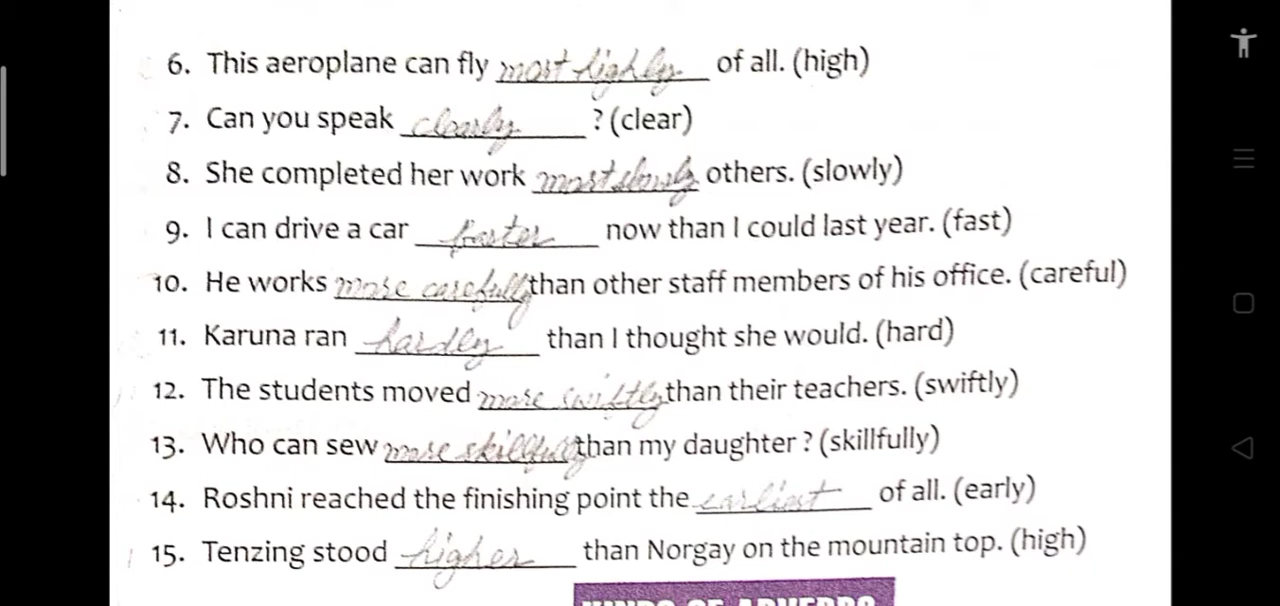 6. This aeroplane can fly most highly of all. (high)
7. Can you speak clearly ? (clear)
8. She completed her work most slowly others. (slowly)
9. I can drive a car faster now than I could last year. (fast)
10. He works more carefully than other staff members of his office. (careful)
11. Karuna ran hardly than I thought she would. (hard)
12. The students moved more swiftly than their teachers. (swiftly)
13. Who can sew more skillfully than my daughter ? (skillfully)
14. Roshni reached the finishing point the earliest of all. (early)
15. Tenzing stood higher than Norgay on the mountain top. (high)
KINDS OF ADVERBS